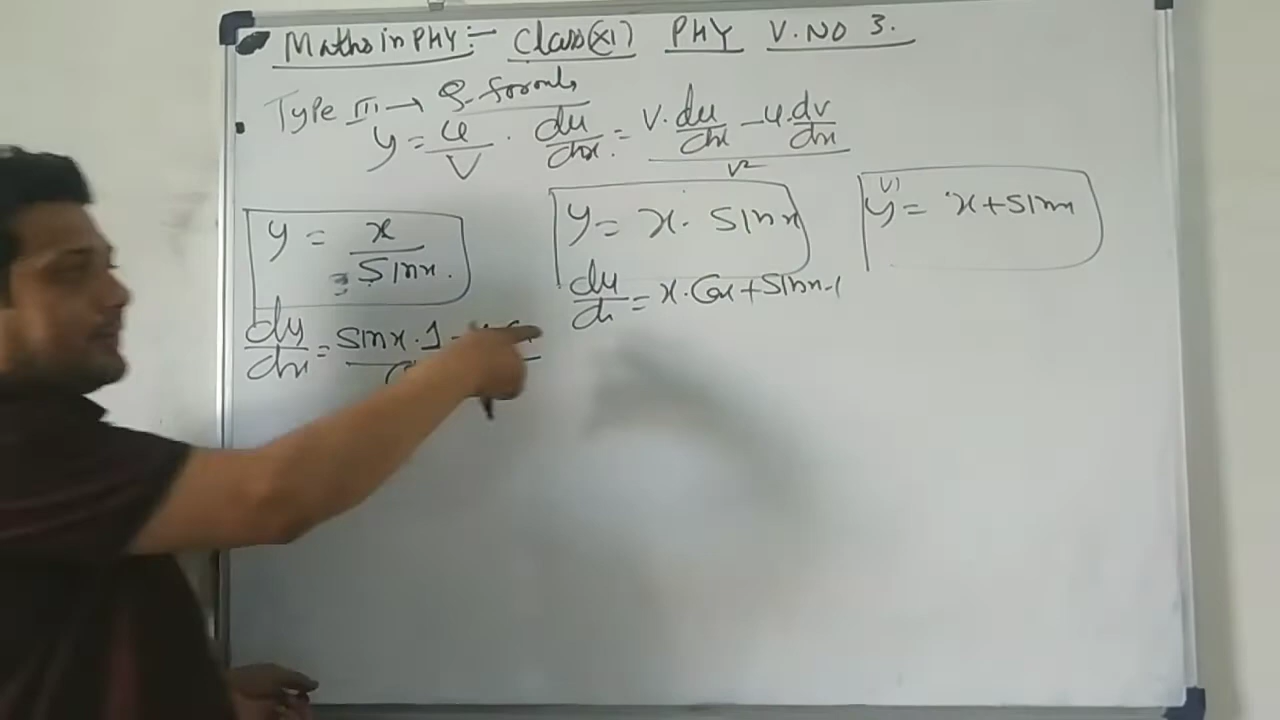 Maths in PHY :- Class(XI) PHY V.NO 3.
Type III → Q-formula
y = u/V . du/dx. = V. du/dx - u. dv/dx / V²
y = x / sinx.
y = x. Sinx
y = x+sinx
dy/dx = sinx . 1 -
du/dx = x. Cosx + Sinx.1